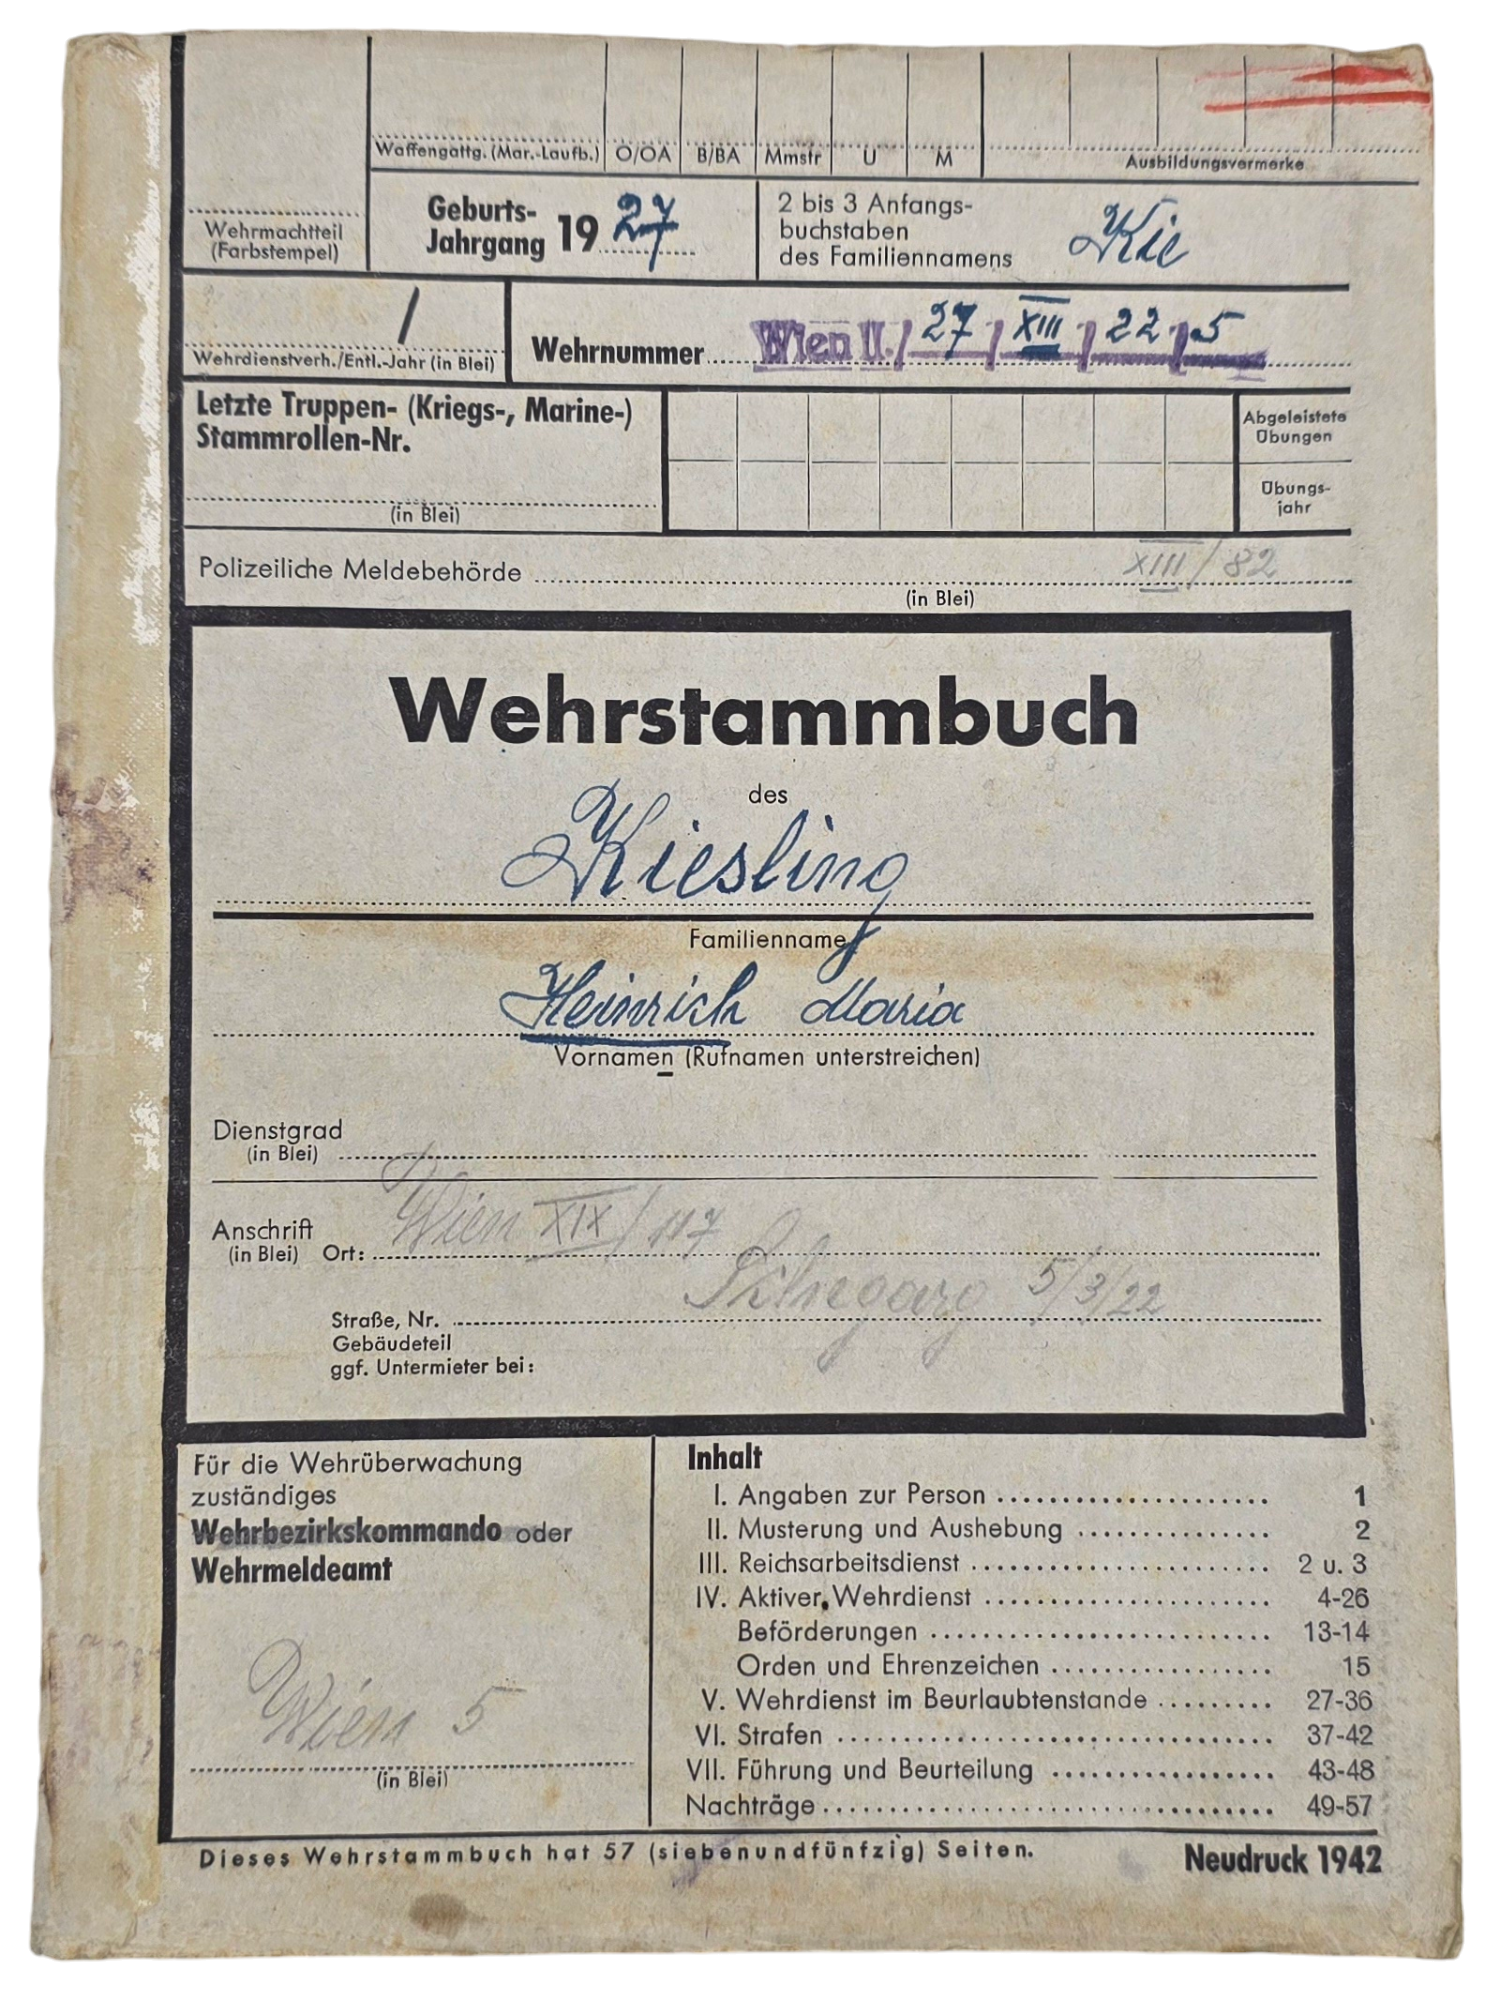 Waffengattg. (Mar.-Laufb.) O/OA B/BA Mmstr U M Ausbildungsvermerke
Wehrmachtteil
(Farbstempel)
Geburts-
Jahrgang 19 27
2 bis 3 Anfangs-
buchstaben
des Familiennamens Kie
/
Wehrdienstverh./Entl.-Jahr (in Blei)
Wehrnummer Wien II. / 27 / XIII / 22 / 5
Letzte Truppen- (Kriegs-, Marine-)
Stammrollen-Nr.
(in Blei)
Abgeleistete
Übungen
Übungs-
jahr
Polizeiliche Meldebehörde XIII / 82
(in Blei)
Wehrstammbuch
des
Kiesling
Familienname
Heinrich Maria
Vornamen (Rufnamen unterstreichen)
Dienstgrad
(in Blei)
Anschrift
(in Blei) Ort: Wien XIX / 117
5/3/22
Straße, Nr.
Gebäudeteil
ggf. Untermieter bei:
Für die Wehrüberwachung
zuständiges
Wehrbezirkskommando oder
Wehrmeldeamt
Wien 5
(in Blei)
Inhalt
I. Angaben zur Person 1
II. Musterung und Aushebung 2
III. Reichsarbeitsdienst 2 u. 3
IV. Aktiver Wehrdienst 4-26
Beförderungen 13-14
Orden und Ehrenzeichen 15
V. Wehrdienst im Beurlaubtenstande 27-36
VI. Strafen 37-42
VII. Führung und Beurteilung 43-48
Nachträge 49-57
Dieses Wehrstammbuch hat 57 (siebenundfünfzig) Seiten.
Neudruck 1942